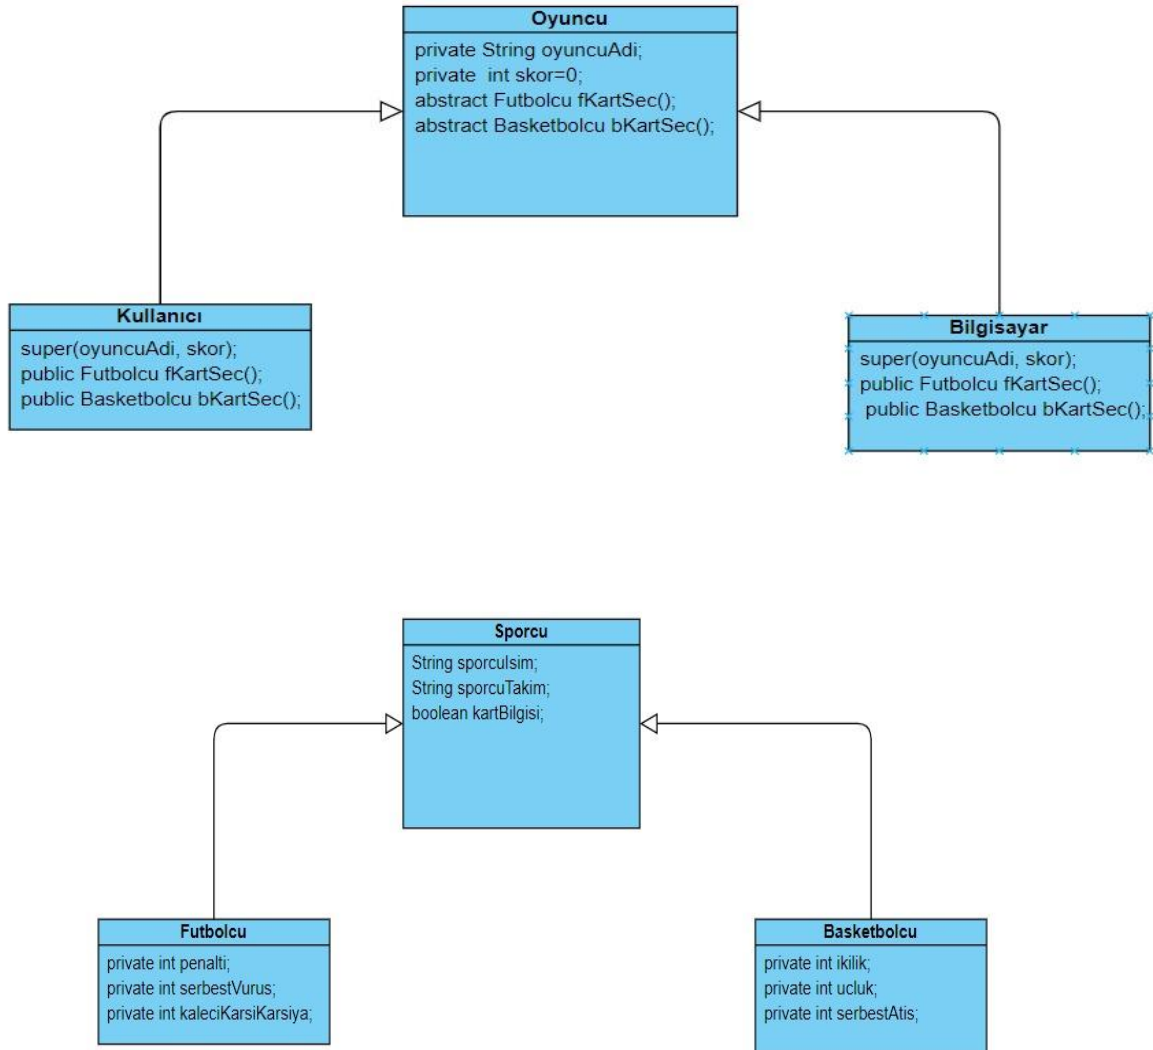 Oyuncu
private String oyuncuAdi;
private  int skor=0;
abstract Futbolcu fKartSec();
abstract Basketbolcu bKartSec();
Kullanıcı
super(oyuncuAdi, skor);
public Futbolcu fKartSec();
public Basketbolcu bKartSec();
Bilgisayar
super(oyuncuAdi, skor);
public Futbolcu fKartSec();
public Basketbolcu bKartSec();
Sporcu
String sporcuIsim;
String sporcuTakim;
boolean kartBilgisi;
Futbolcu
private int penalti;
private int serbestVurus;
private int kaleciKarsiKarsiya;
Basketbolcu
private int ikilik;
private int ucluk;
private int serbestAtis;